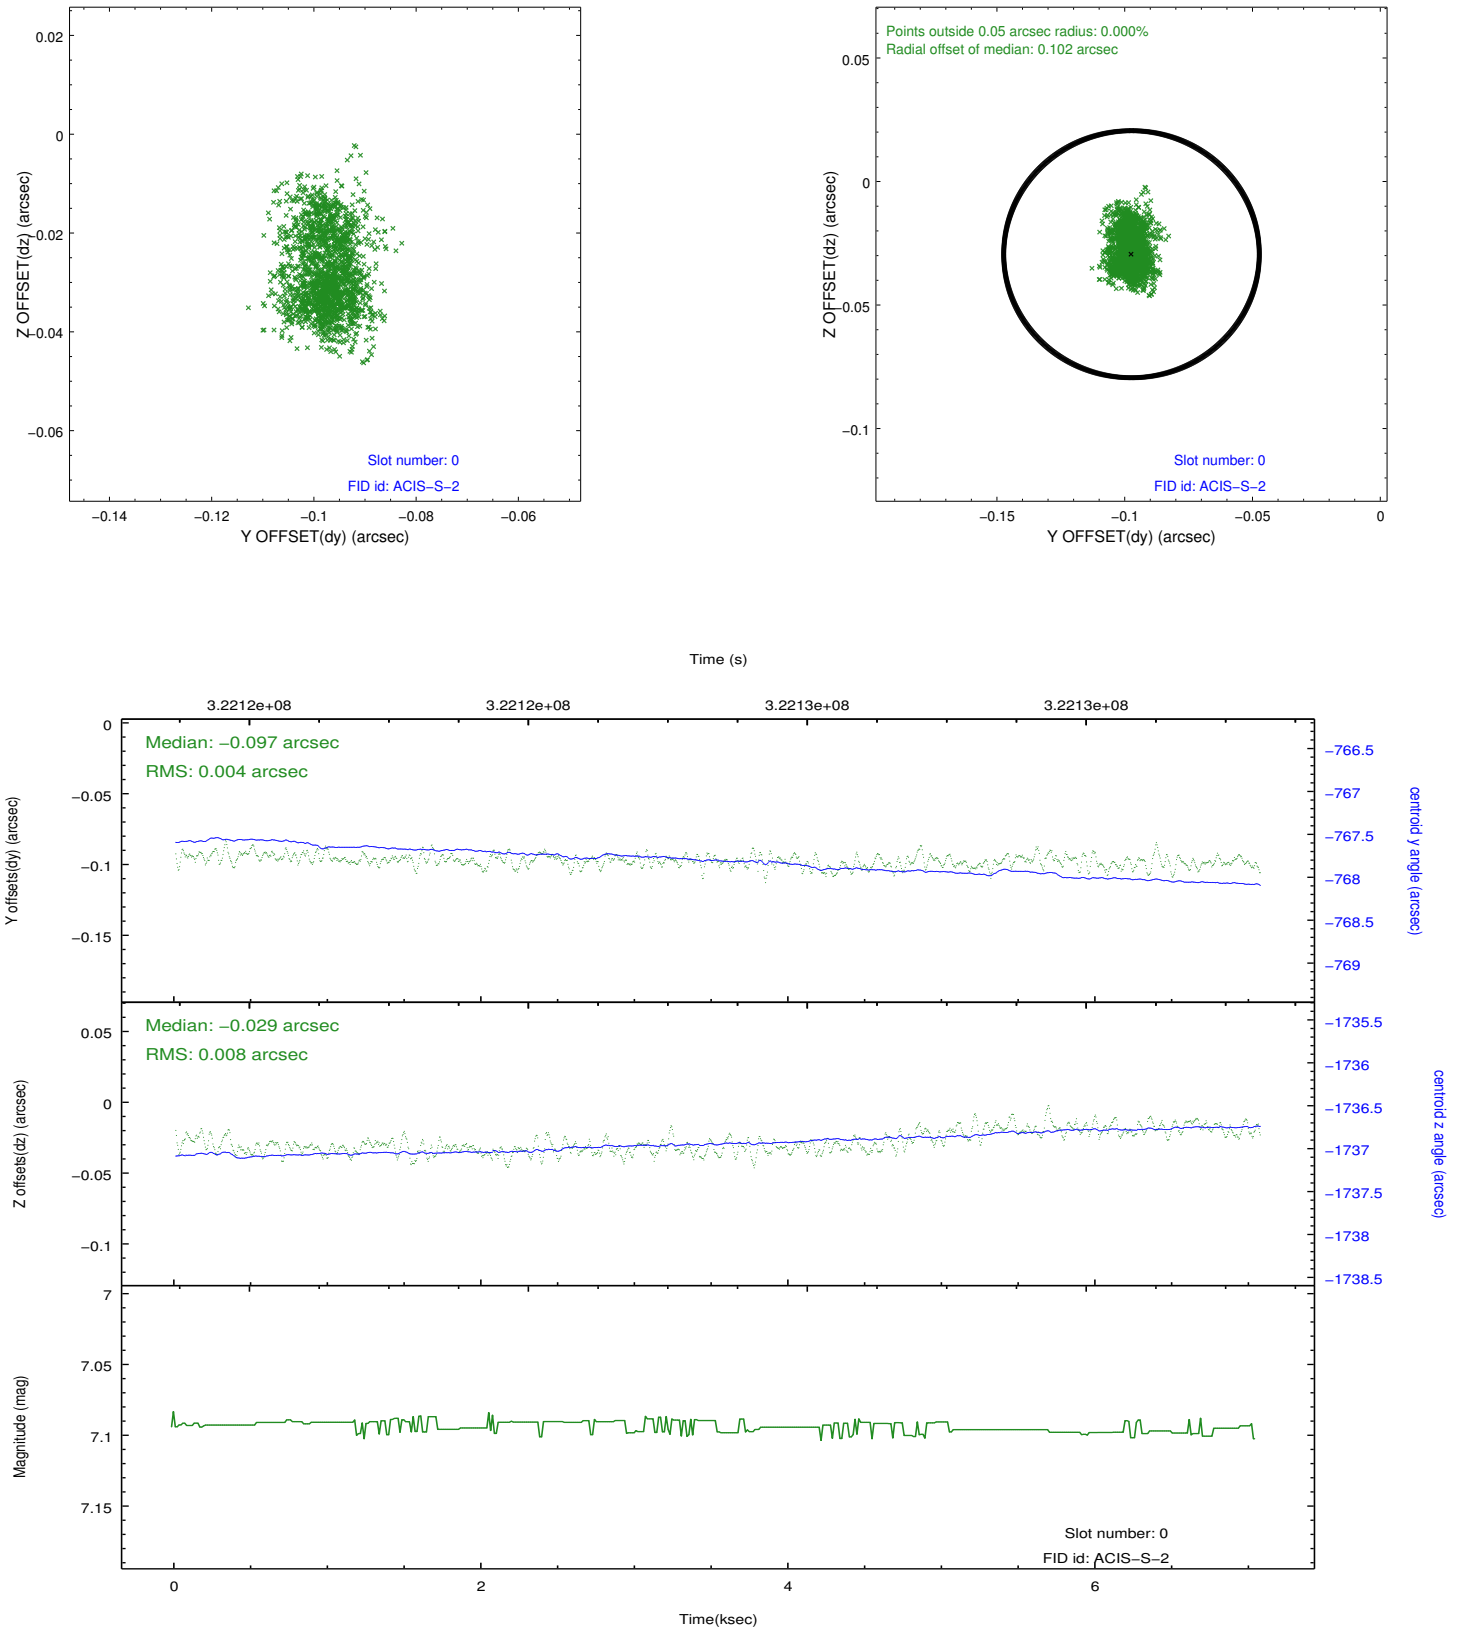 0.02
0
−0.02
−0.04
−0.06
Z OFFSET(dz) (arcsec)
Slot number: 0
FID id: ACIS−S−2
−0.14 −0.12 −0.1 −0.08 −0.06
Y OFFSET(dy) (arcsec)
Points outside 0.05 arcsec radius: 0.000%
Radial offset of median: 0.102 arcsec
0.05
0
−0.05
−0.1
Z OFFSET(dz) (arcsec)
Slot number: 0
FID id: ACIS−S−2
−0.15 −0.1 −0.05 0
Y OFFSET(dy) (arcsec)
Time (s)
3.2212e+08 3.2212e+08 3.2213e+08 3.2213e+08
Median: −0.097 arcsec
RMS: 0.004 arcsec
0
−0.05
−0.1
−0.15
Y offsets(dy) (arcsec)
−766.5
−767
−767.5
−768
−768.5
−769
centroid y angle (arcsec)
Median: −0.029 arcsec
RMS: 0.008 arcsec
0.05
0
−0.05
−0.1
Z offsets(dz) (arcsec)
−1735.5
−1736
−1736.5
−1737
−1737.5
−1738
−1738.5
centroid z angle (arcsec)
7
7.05
7.1
7.15
Magnitude (mag)
Slot number: 0
FID id: ACIS−S−2
0 2 4 6
Time(ksec)